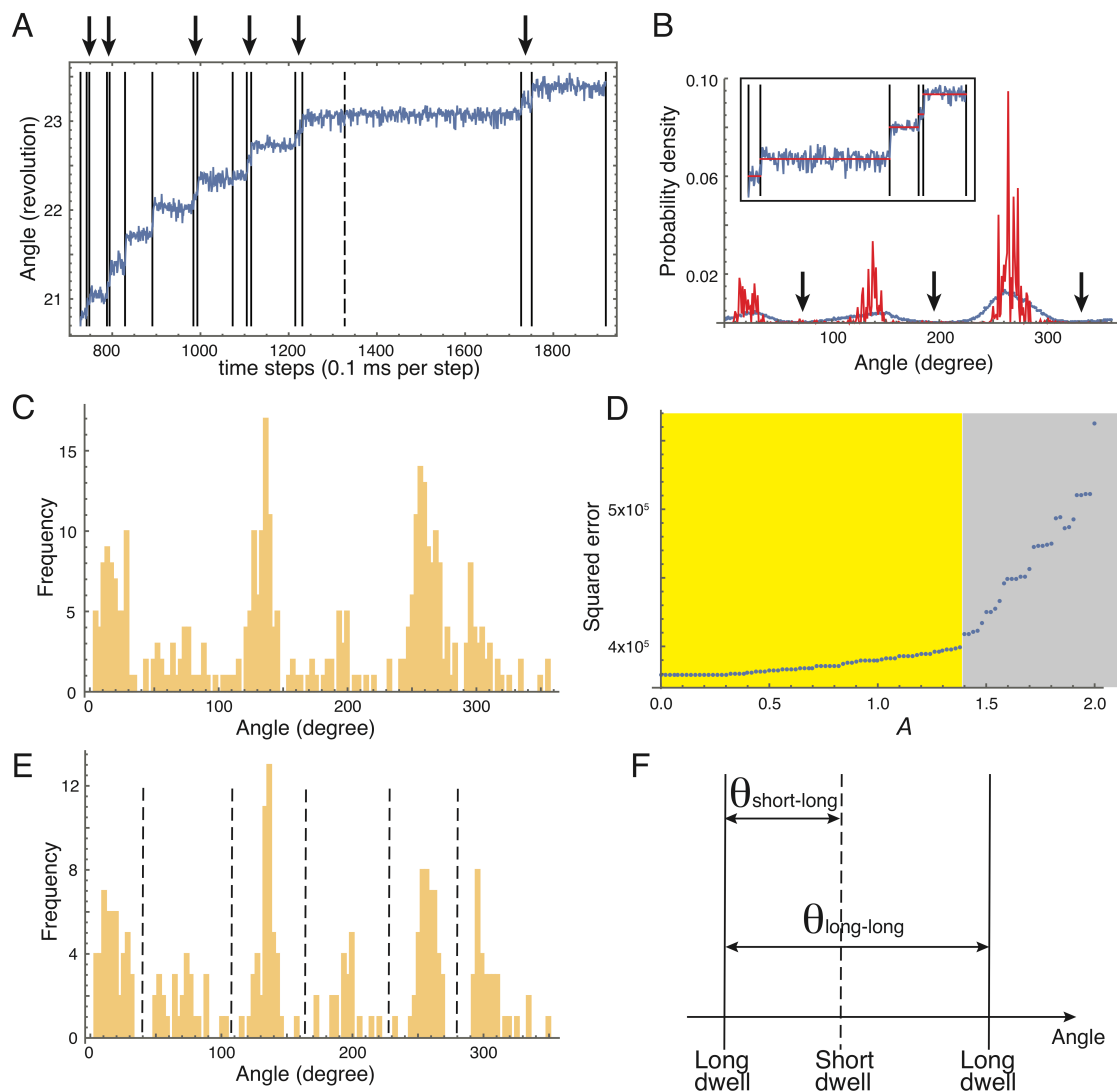 A
Angle (revolution)
23
22
21
800
1000
1200
1400
1600
1800
time steps (0.1 ms per step)
B
Probability density
0.10
0.06
0.02
100
200
300
Angle (degree)
C
Frequency
15
10
5
0
0
100
200
300
Angle (degree)
D
Squared error
5x10⁵
4x10⁵
0.0
0.5
1.0
1.5
2.0
A
E
Frequency
12
8
4
0
0
100
200
300
Angle (degree)
F
θshort-long
θlong-long
Angle
Long
dwell
Short
dwell
Long
dwell